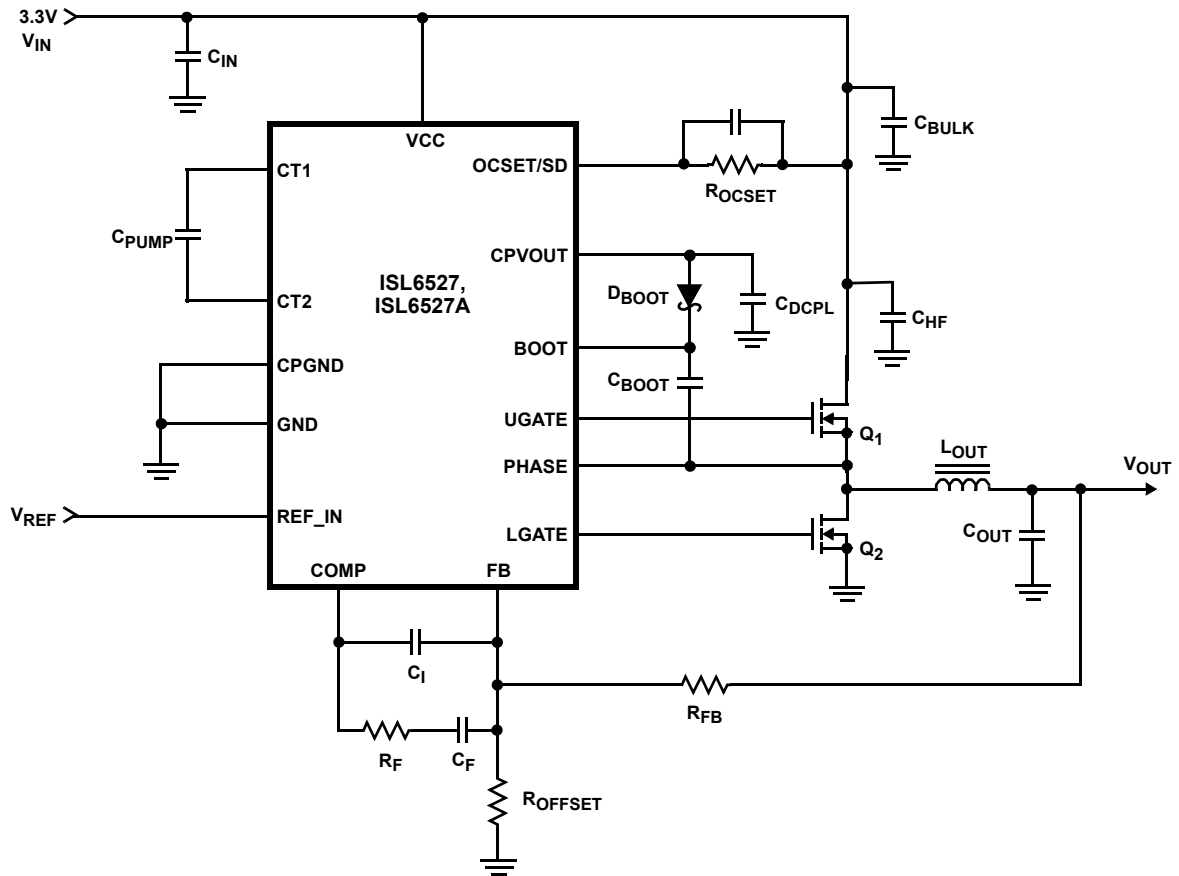 3.3V
VIN
CIN
VCC
CBULK
CT1
OCSET/SD
ROCSET
CPUMP
CPVOUT
ISL6527,
ISL6527A
DBOOT
CDCPL
CT2
CHF
BOOT
CBOOT
CPGND
GND
UGATE
Q1
PHASE
LOUT
VOUT
VREF
REF_IN
LGATE
COUT
Q2
COMP
FB
CI
RFB
RF
CF
ROFFSET